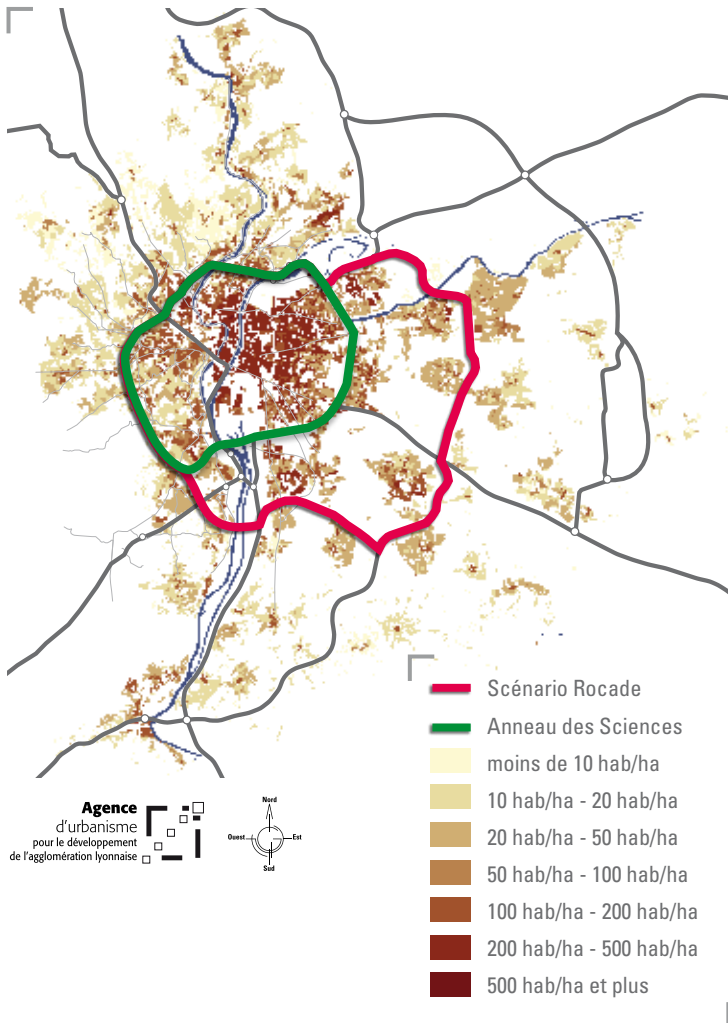 Scénario Rocade
Anneau des Sciences
moins de 10 hab/ha
10 hab/ha - 20 hab/ha
20 hab/ha - 50 hab/ha
50 hab/ha - 100 hab/ha
100 hab/ha - 200 hab/ha
200 hab/ha - 500 hab/ha
500 hab/ha et plus
Agence
d'urbanisme
pour le développement
de l'agglomération lyonnaise
Nord
Ouest
Est
Sud